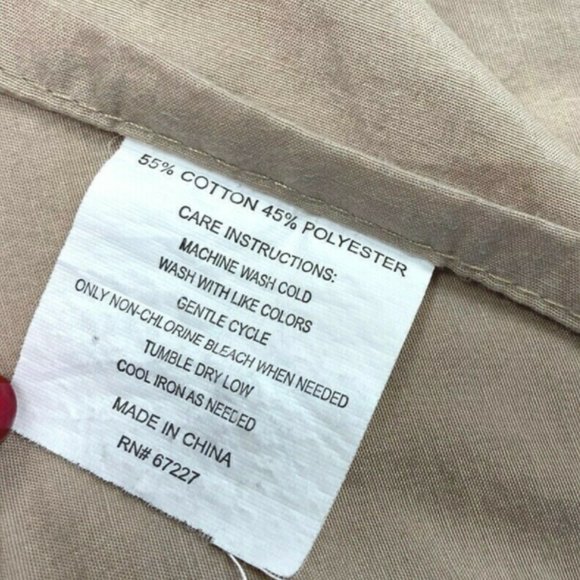 55% COTTON 45% POLYESTER
CARE INSTRUCTIONS:
MACHINE WASH COLD
WASH WITH LIKE COLORS
GENTLE CYCLE
ONLY NON-CHLORINE BLEACH WHEN NEEDED
TUMBLE DRY LOW
COOL IRON AS NEEDED
MADE IN CHINA
RN# 67227